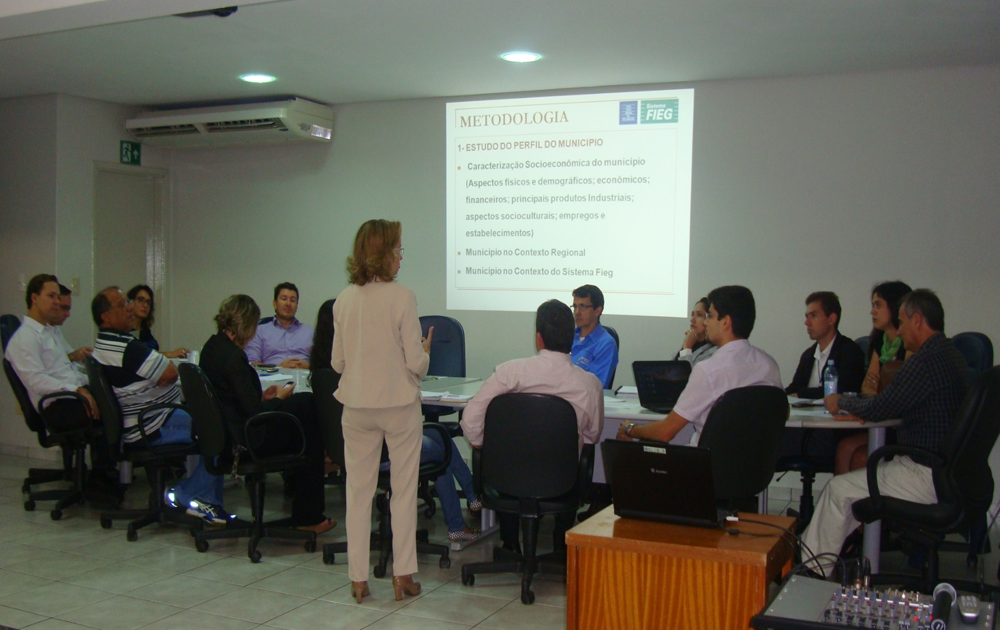 METODOLOGIA
Sistema
FIEG
1- ESTUDO DO PERFIL DO MUNICIPIO
Caracterização Socioeconômica do município
(Aspectos físicos e demográficos; econômicos;
financeiros; principais produtos Industriais;
aspectos socioculturais; empregos e
estabelecimentos)
Município no Contexto Regional
Município no Contexto do Sistema Fieg